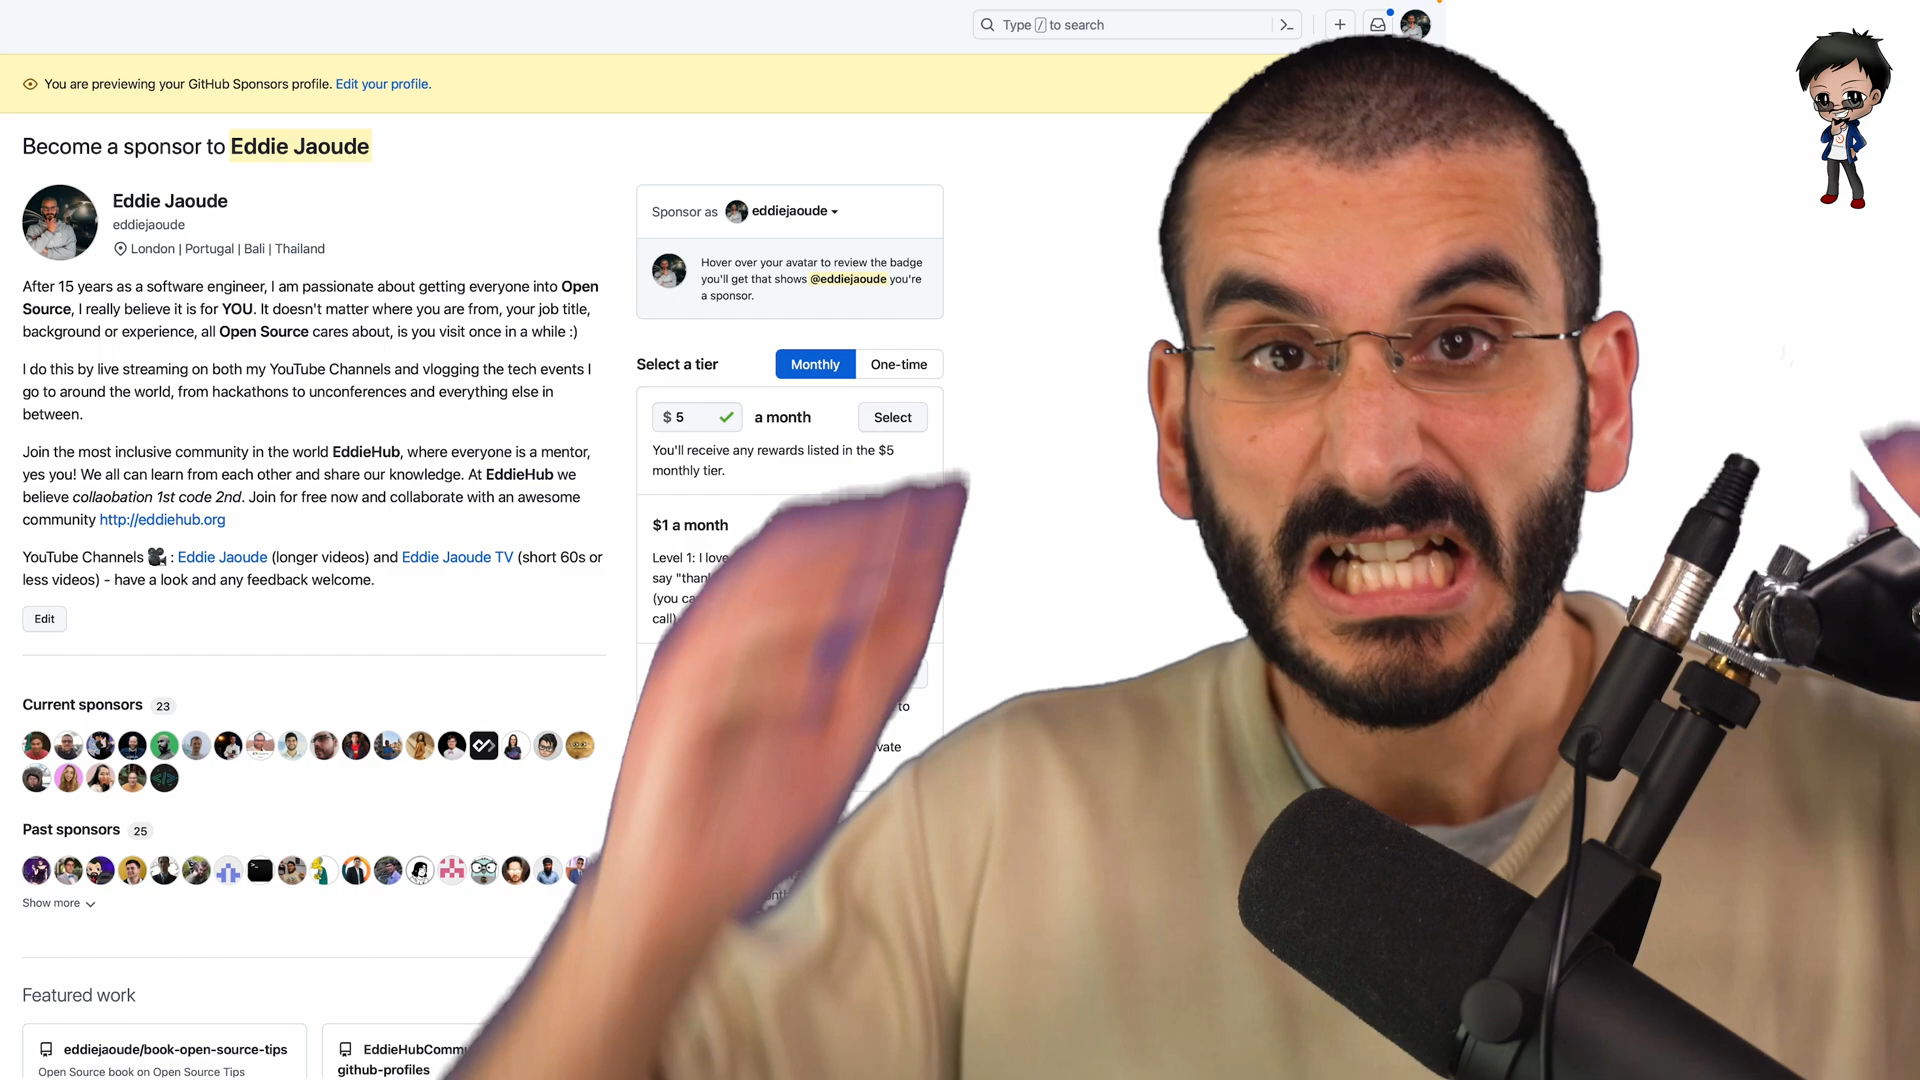 Type / to search
You are previewing your GitHub Sponsors profile. Edit your profile.
Become a sponsor to Eddie Jaoude
Eddie Jaoude
eddiejaoude
London | Portugal | Bali | Thailand
After 15 years as a software engineer, I am passionate about getting everyone into Open
Source, I really believe it is for YOU. It doesn't matter where you are from, your job title,
background or experience, all Open Source cares about, is you visit once in a while :)
I do this by live streaming on both my YouTube Channels and vlogging the tech events I
go to around the world, from hackathons to unconferences and everything else in
between.
Join the most inclusive community in the world EddieHub, where everyone is a mentor,
yes you! We all can learn from each other and share our knowledge. At EddieHub we
believe collaobation 1st code 2nd. Join for free now and collaborate with an awesome
community http://eddiehub.org
YouTube Channels 🎥 : Eddie Jaoude (longer videos) and Eddie Jaoude TV (short 60s or
less videos) - have a look and any feedback welcome.
Edit
Current sponsors 23
Past sponsors 25
Show more
Featured work
eddiejaoude/book-open-source-tips
Open Source book on Open Source Tips
EddieHubCommu
github-profiles
Sponsor as eddiejaoude
Hover over your avatar to review the badge
you'll get that shows @eddiejaoude you're
a sponsor.
Select a tier
Monthly
One-time
$ 5 a month
Select
You'll receive any rewards listed in the $5
monthly tier.
$1 a month
Level 1: I love
say "than
(you ca
call)
to
vate